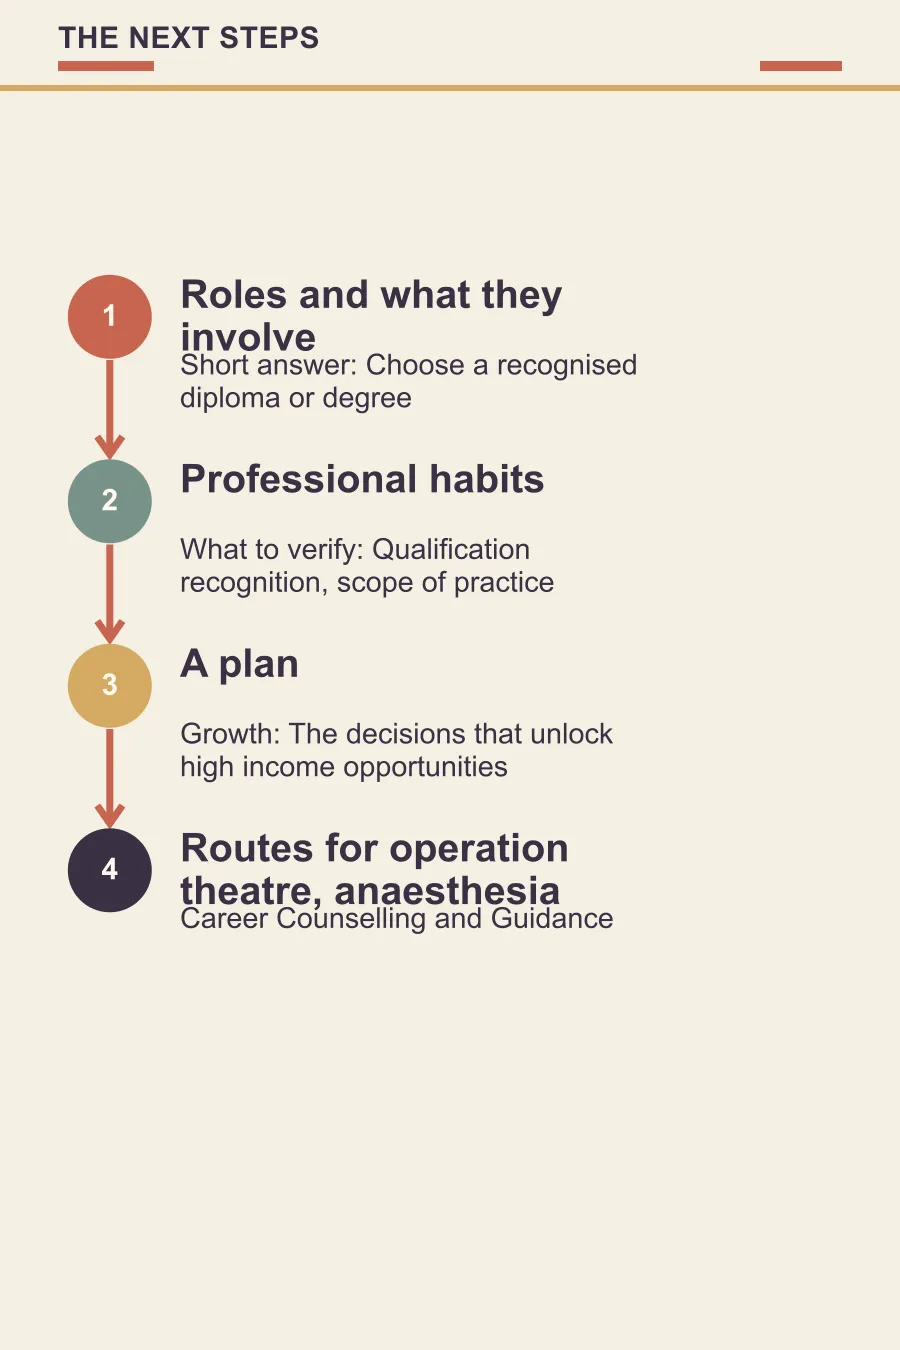 THE NEXT STEPS
1
Roles and what they
involve
Short answer: Choose a recognised
diploma or degree
2
Professional habits
What to verify: Qualification
recognition, scope of practice
3
A plan
Growth: The decisions that unlock
high income opportunities
4
Routes for operation
theatre, anaesthesia
Career Counselling and Guidance